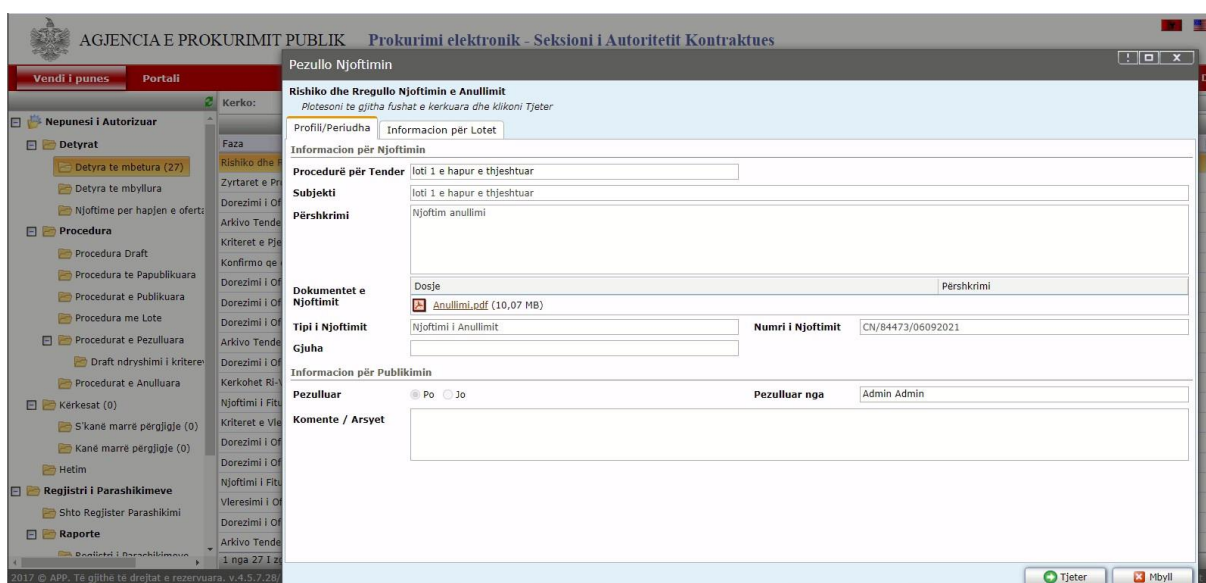 AGJENCIA E PROKURIMIT PUBLIK Prokurimi elektronik - Seksioni i Autoritetit Kontraktues
Vendi i punes Portali
Kerko:
Nepunesi i Autorizuar
Detyrat
Detyra te mbetura (27)
Detyra te mbyllura
Njoftime per hapjen e oferta
Procedura
Procedura Draft
Procedura te Papublikuara
Procedurat e Publikuara
Procedura me Lote
Procedurat e Pezulluara
Draft ndryshimi i kritere
Procedurat e Anulluara
Kërkesat (0)
S'kanë marrë përgjigje (0)
Kanë marrë përgjigje (0)
Hetim
Regjistri i Parashikimeve
Shto Regjister Parashikimi
Raporte
Regjistri i Parashikimeve
Faza
Rishiko dhe
Zyrtaret e Pr
Dorezimi i Of
Arkivo Tende
Kriteret e Pje
Konfirmo qe
Dorezimi i Of
Dorezimi i Of
Dorezimi i Of
Arkivo Tende
Dorezimi i Of
Kerkohet Ri-
Njoftimi i Fitu
Kriteret e Vle
Dorezimi i Of
Dorezimi i Of
Njoftimi i Fitu
Vleresimi i Of
Dorezimi i Of
Arkivo Tende
1 nga 27 I
Pezullo Njoftimin
Rishiko dhe Rregullo Njoftimin e Anullimit
Plotesoni te gjitha fushat e kerkuara dhe klikoni Tjeter
Profili/Periudha Informacion për Lotet
Informacion për Njoftimin
Procedurë për Tender loti 1 e hapur e thjeshtuar
Subjekti loti 1 e hapur e thjeshtuar
Përshkrimi Njoftim anullimi
Dokumentet e Njoftimit
Dosje Përshkrimi
Anullimi.pdf (10,07 MB)
Tipi i Njoftimit Njoftimi i Anullimit Numri i Njoftimit CN/84473/06092021
Gjuha
Informacion për Publikimin
Pezulluar Po Jo Pezulluar nga Admin Admin
Komente / Arsyet
Tjeter Mbyll
2017 © APP. Të gjithë të drejtat e rezervuara. v.4.5.7.28/